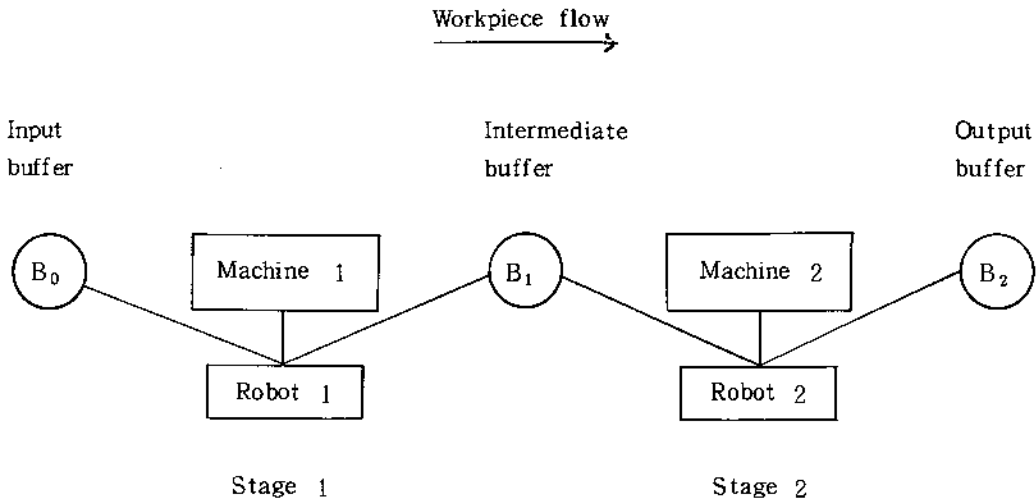 Workpiece flow
Input
buffer
Intermediate
buffer
Output
buffer
B₀
Machine 1
B₁
Machine 2
B₂
Robot 1
Robot 2
Stage 1
Stage 2